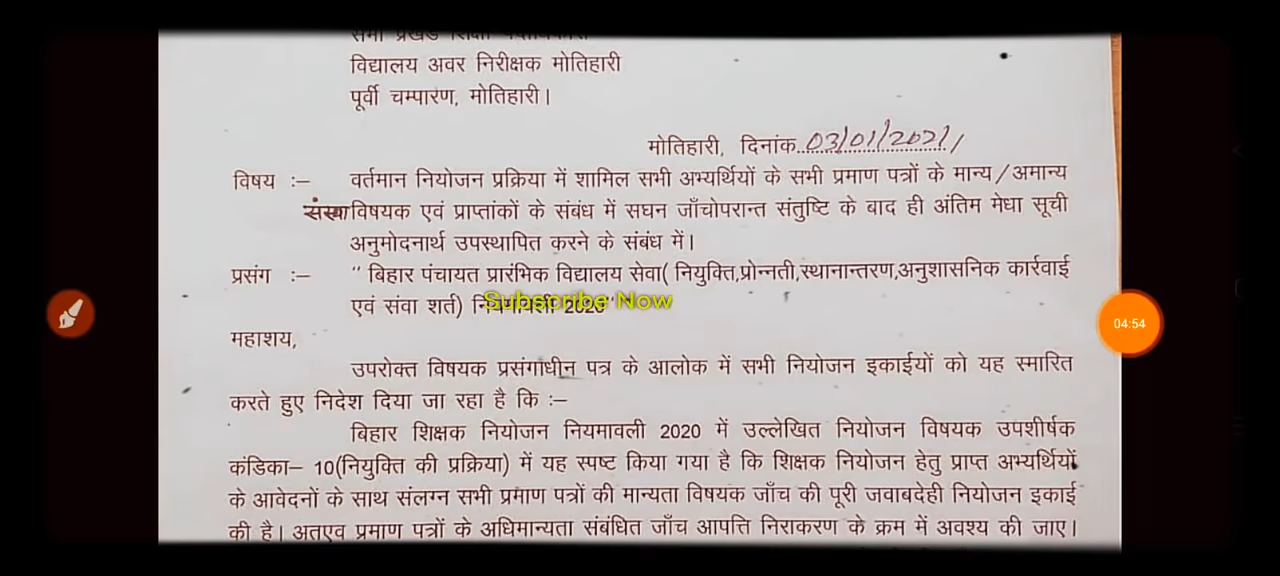 विद्यालय अवर निरीक्षक मोतिहारी
पूर्वी चम्पारण, मोतिहारी।
मोतिहारी, दिनांक 03/01/2021/
विषय :– वर्तमान नियोजन प्रक्रिया में शामिल सभी अभ्यर्थियों के सभी प्रमाण पत्रों के मान्य/अमान्य
संस्था विषयक एवं प्राप्तांकों के संबंध में सघन जाँचोपरान्त संतुष्टि के बाद ही अंतिम मेधा सूची
अनुमोदनार्थ उपस्थापित करने के संबंध में।
प्रसंग :– " बिहार पंचायत प्रारंभिक विद्यालय सेवा( नियुक्ति,प्रोन्नती,स्थानान्तरण,अनुशासनिक कार्रवाई
एवं संवा शर्त) नियमावली 2020"
Subscribe Now
महाशय,
04:54
उपरोक्त विषयक प्रसंगाधीन पत्र के आलोक में सभी नियोजन इकाईयों को यह स्मारित
करते हुए निदेश दिया जा रहा है कि :–
बिहार शिक्षक नियोजन नियमावली 2020 में उल्लेखित नियोजन विषयक उपशीर्षक
कंडिका– 10(नियुक्ति की प्रक्रिया) में यह स्पष्ट किया गया है कि शिक्षक नियोजन हेतु प्राप्त अभ्यर्थियों
के आवेदनों के साथ संलग्न सभी प्रमाण पत्रों की मान्यता विषयक जाँच की पूरी जवाबदेही नियोजन इकाई
की है। अतएव प्रमाण पत्रों के अधिमान्यता संबंधित जाँच आपत्ति निराकरण के क्रम में अवश्य की जाए।